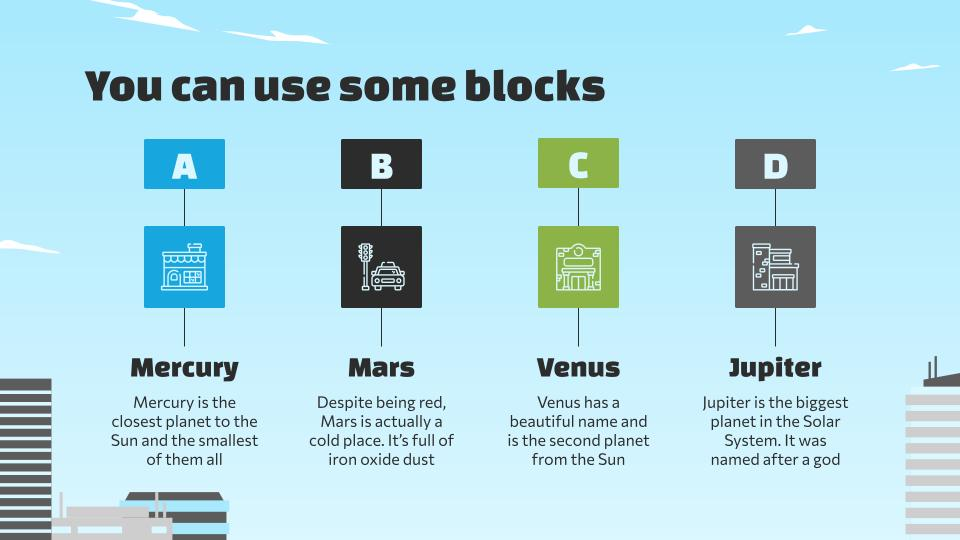 You can use some blocks
A
B
C
D
Mercury
Mercury is the
closest planet to the
Sun and the smallest
of them all
Mars
Despite being red,
Mars is actually a
cold place. It’s full of
iron oxide dust
Venus
Venus has a
beautiful name and
is the second planet
from the Sun
Jupiter
Jupiter is the biggest
planet in the Solar
System. It was
named after a god